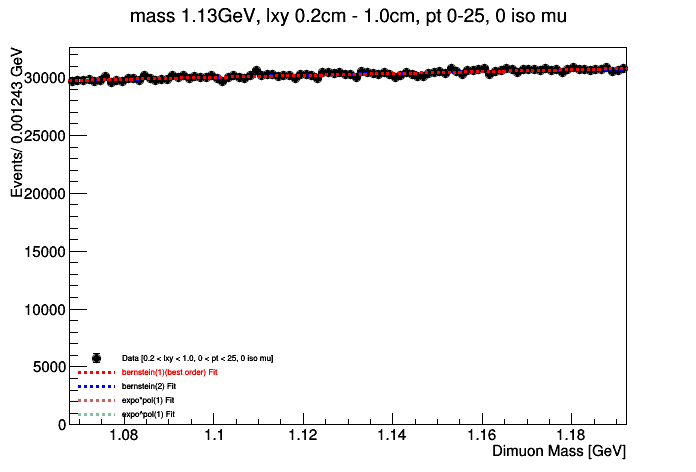 mass 1.13GeV, lxy 0.2cm - 1.0cm, pt 0-25, 0 iso mu
Events/ 0.001243 GeV
30000
25000
20000
15000
10000
5000
0
Data [0.2 < lxy < 1.0, 0 < pt < 25, 0 iso mu]
bernstein(1)(best order) Fit
bernstein(2) Fit
expo*pol(1) Fit
expo^pol(1) Fit
1.08
1.1
1.12
1.14
1.16
1.18
Dimuon Mass [GeV]